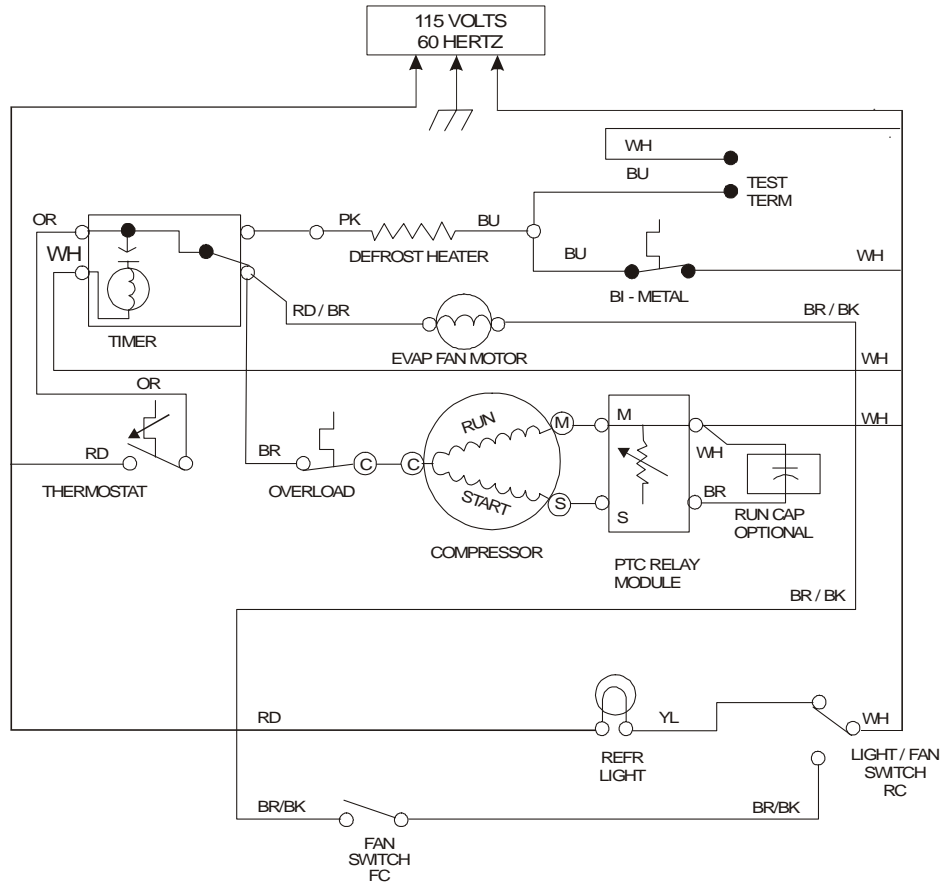 115 VOLTS
60 HERTZ
WH
BU
TEST
TERM
OR
PK
BU
DEFROST HEATER
WH
BU
WH
BI - METAL
RD / BR
BR / BK
TIMER
EVAP FAN MOTOR
WH
OR
RUN
M
M
WH
RD
BR
C
C
WH
THERMOSTAT
OVERLOAD
START
S
S
BR
RUN CAP
OPTIONAL
COMPRESSOR
PTC RELAY
MODULE
BR / BK
RD
YL
WH
REFR
LIGHT
LIGHT / FAN
SWITCH
RC
BR/BK
BR/BK
FAN
SWITCH
FC